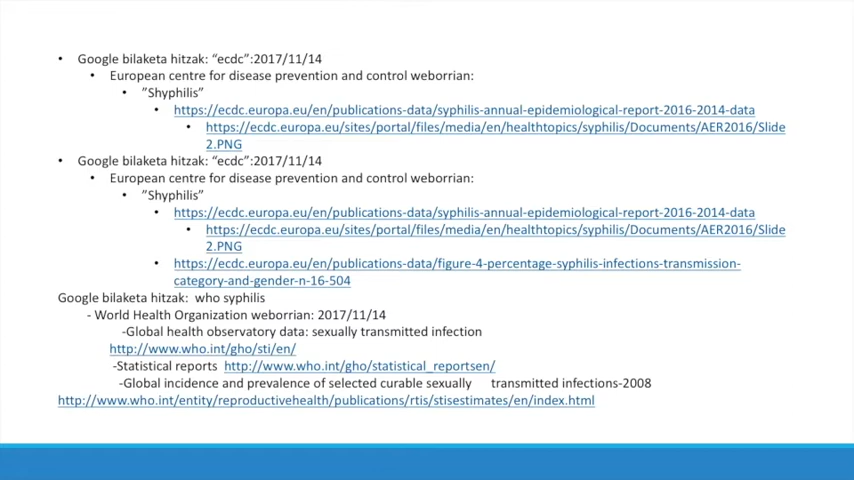 • Google bilaketa hitzak: “ecdc”:2017/11/14
• European centre for disease prevention and control weborrian:
• ”Shyphilis”
• https://ecdc.europa.eu/en/publications-data/syphilis-annual-epidemiological-report-2016-2014-data
• https://ecdc.europa.eu/sites/portal/files/media/en/healthtopics/syphilis/Documents/AER2016/Slide
2.PNG
• Google bilaketa hitzak: “ecdc”:2017/11/14
• European centre for disease prevention and control weborrian:
• ”Shyphilis”
• https://ecdc.europa.eu/en/publications-data/syphilis-annual-epidemiological-report-2016-2014-data
• https://ecdc.europa.eu/sites/portal/files/media/en/healthtopics/syphilis/Documents/AER2016/Slide
2.PNG
• https://ecdc.europa.eu/en/publications-data/figure-4-percentage-syphilis-infections-transmission-
category-and-gender-n-16-504
Google bilaketa hitzak: who syphilis
- World Health Organization weborrian: 2017/11/14
-Global health observatory data: sexually transmitted infection
http://www.who.int/gho/sti/en/
-Statistical reports http://www.who.int/gho/statistical_reportsen/
-Global incidence and prevalence of selected curable sexually transmitted infections-2008
http://www.who.int/entity/reproductivehealth/publications/rtis/stisestimates/en/index.html